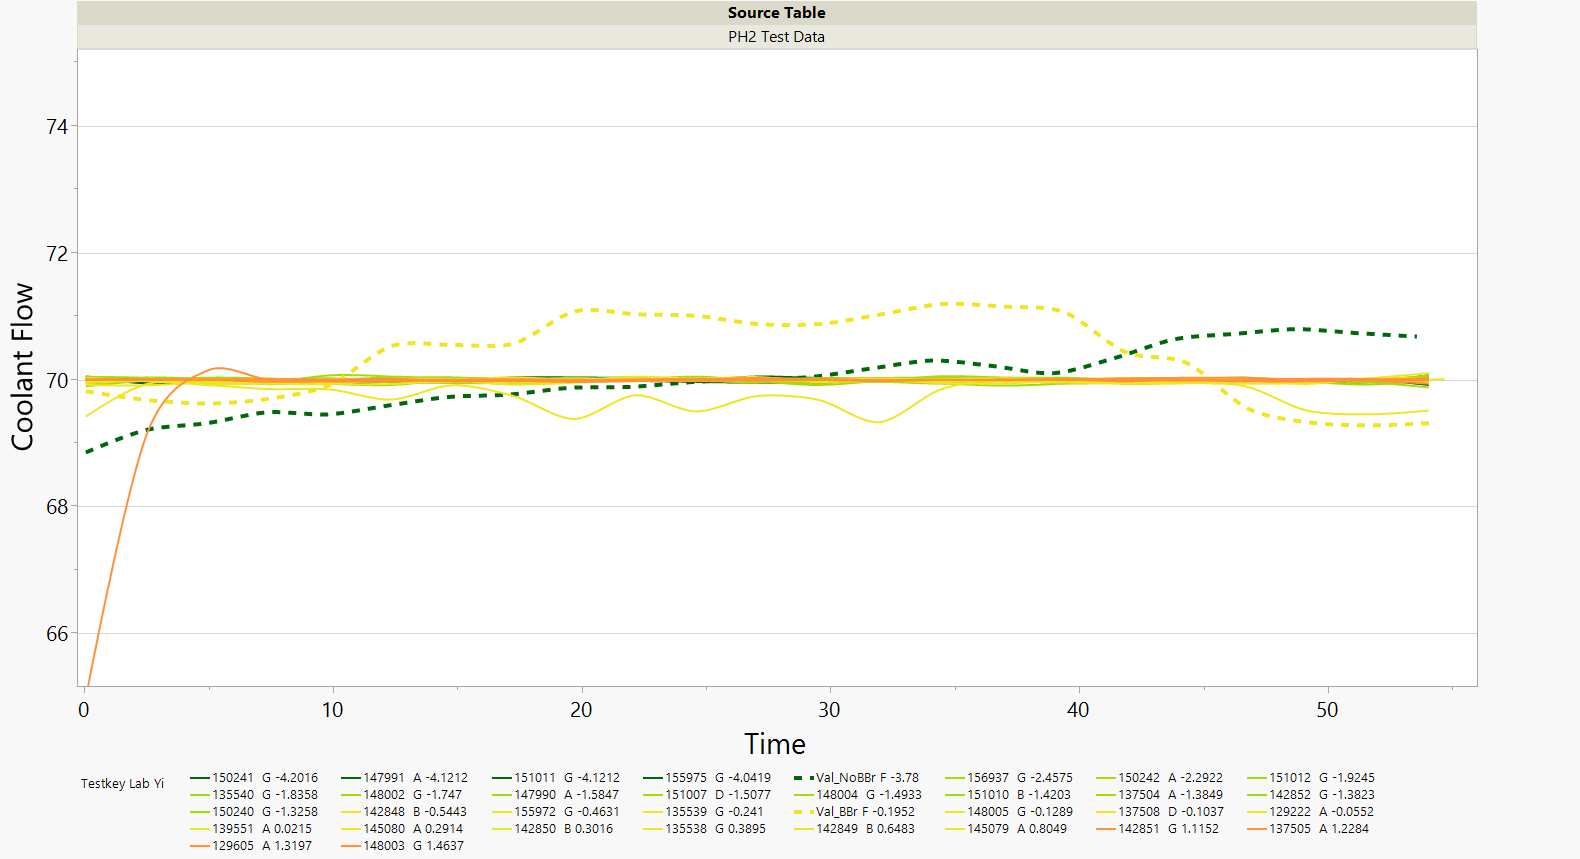 Source Table
PH2 Test Data
74
72
70
68
66
Coolant Flow
0 10 20 30 40 50
Time
Testkey Lab Yi
150241 G -4.2016 147991 A -4.1212 151011 G -4.1212 155975 G -4.0419 Val_NoBBr F -3.78 156937 G -2.4575 150242 A -2.2922 151012 G -1.9245
135540 G -1.8358 148002 G -1.747 147990 A -1.5847 151007 D -1.5077 148004 G -1.4933 151010 B -1.4203 137504 A -1.3849 142852 G -1.3823
150240 G -1.3258 142848 B -0.5443 155972 G -0.4631 135539 G -0.241 Val_BBr F -0.1952 148005 G -0.1289 137508 D -0.1037 129222 A -0.0552
139551 A 0.0215 145080 A 0.2914 142850 B 0.3016 135538 G 0.3895 142849 B 0.6483 145079 A 0.8049 142851 G 1.1152 137505 A 1.2284
129605 A 1.3197 148003 G 1.4637